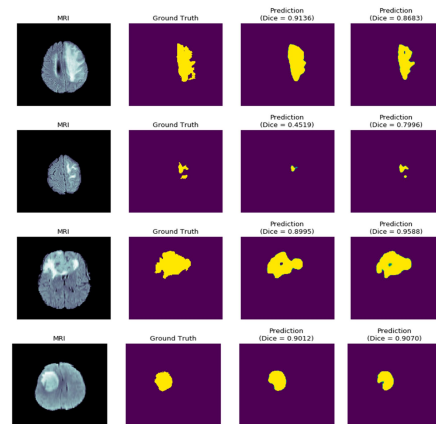 MRI
Ground Truth
Prediction
(Dice = 0.9136)
Prediction
(Dice = 0.8683)
MRI
Ground Truth
Prediction
(Dice = 0.4519)
Prediction
(Dice = 0.7996)
MRI
Ground Truth
Prediction
(Dice = 0.8995)
Prediction
(Dice = 0.9588)
MRI
Ground Truth
Prediction
(Dice = 0.9012)
Prediction
(Dice = 0.9070)